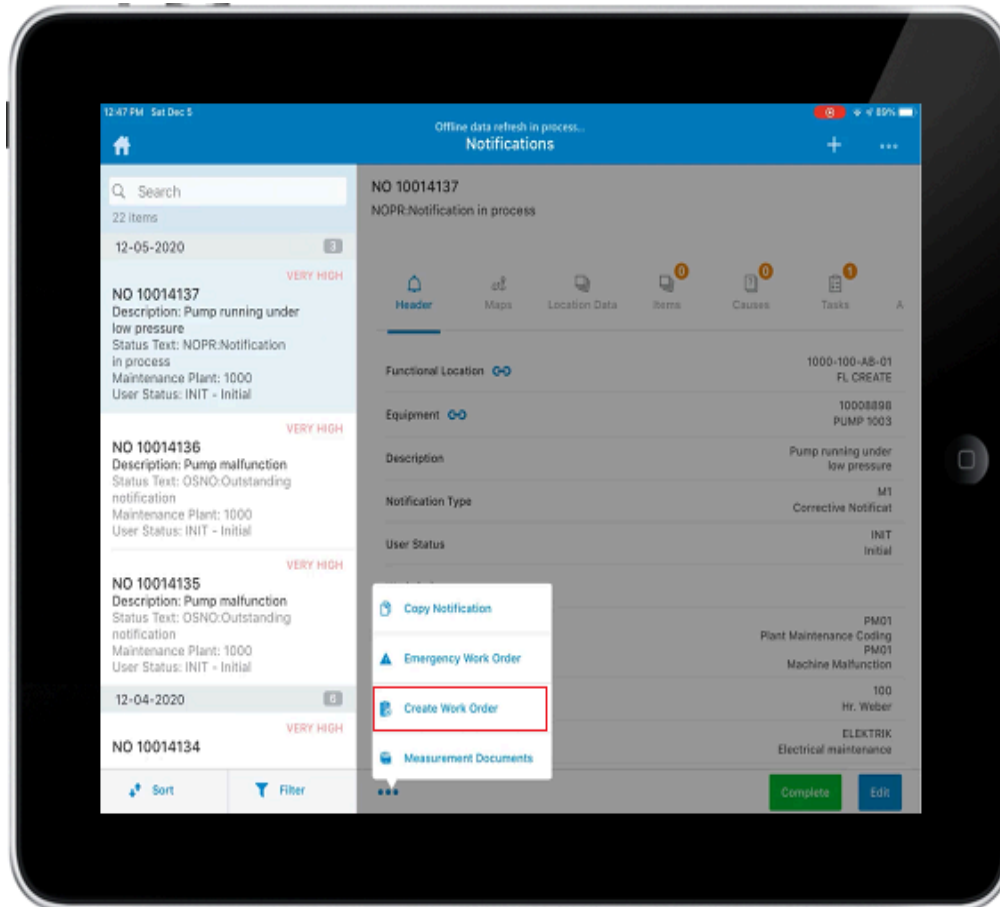 12:47 PM Sat Dec 5
89%
Offline data refresh in process...
Notifications
Search
22 items
12-05-2020
3
VERY HIGH
NO 10014137
Description: Pump running under
low pressure
Status Text: NOPR:Notification
in process
Maintenance Plant: 1000
User Status: INIT - Initial
VERY HIGH
NO 10014136
Description: Pump malfunction
Status Text: OSNO:Outstanding
notification
Maintenance Plant: 1000
User Status: INIT - Initial
VERY HIGH
NO 10014135
Description: Pump malfunction
Status Text: OSNO:Outstanding
notification
Maintenance Plant: 1000
User Status: INIT - Initial
12-04-2020
6
VERY HIGH
NO 10014134
Sort
Filter
NO 10014137
NOPR:Notification in process
Header
Maps
Location Data
0
Items
0
Causes
1
Tasks
A
Functional Location
1000-100-AB-01
FL CREATE
Equipment
10008898
PUMP 1003
Description
Pump running under
low pressure
Notification Type
M1
Corrective Notificat
User Status
INIT
Initial
PM01
Plant Maintenance Coding
PM01
Machine Malfunction
100
Hr. Weber
ELEKTRIK
Electrical maintenance
Copy Notification
Emergency Work Order
Create Work Order
Measurement Documents
Complete
Edit